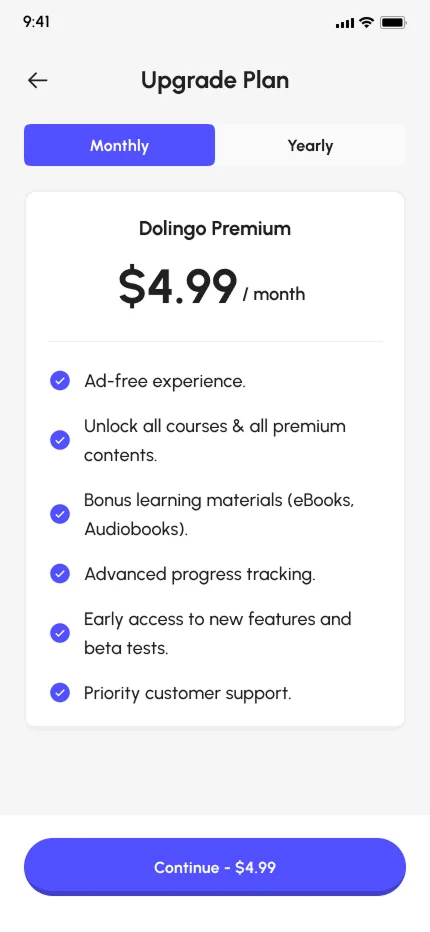 9:41
Upgrade Plan
Monthly
Yearly
Dolingo Premium
$4.99 / month
Ad-free experience.
Unlock all courses & all premium
contents.
Bonus learning materials (eBooks,
Audiobooks).
Advanced progress tracking.
Early access to new features and
beta tests.
Priority customer support.
Continue - $4.99